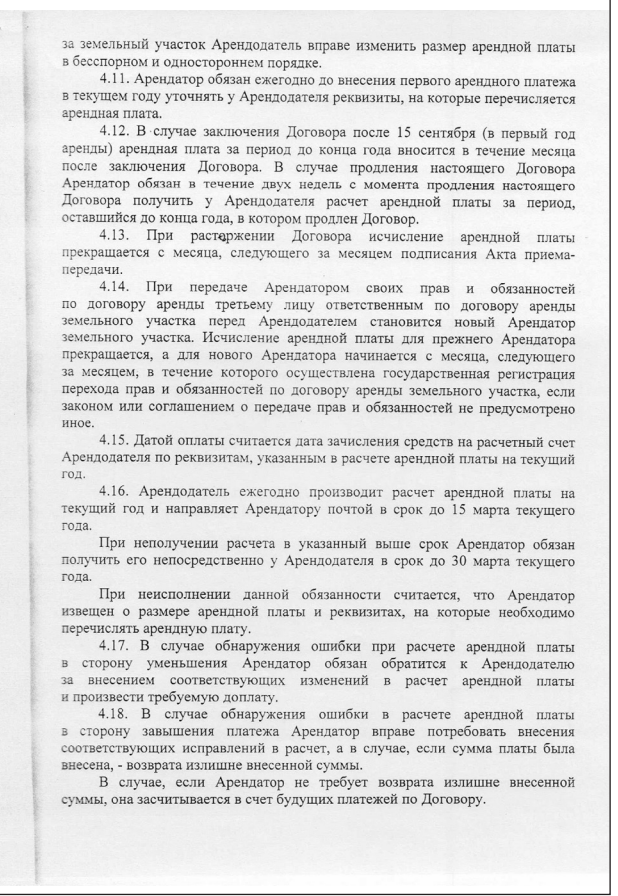 за земельный участок Арендодатель вправе изменить размер арендной платы
в бесспорном и одностороннем порядке.
4.11. Арендатор обязан ежегодно до внесения первого арендного платежа
в текущем году уточнять у Арендодателя реквизиты, на которые перечисляется
арендная плата.
4.12. В случае заключения Договора после 15 сентября (в первый год
аренды) арендная плата за период до конца года вносится в течение месяца
после заключения Договора. В случае продления настоящего Договора
Арендатор обязан в течение двух недель с момента продления настоящего
Договора получить у Арендодателя расчет арендной платы за период,
оставшийся до конца года, в котором продлен Договор.
4.13. При расторжении Договора исчисление арендной платы
прекращается с месяца, следующего за месяцем подписания Акта приема-
передачи.
4.14. При передаче Арендатором своих прав и обязанностей
по договору аренды третьему лицу ответственным по договору аренды
земельного участка перед Арендодателем становится новый Арендатор
земельного участка. Исчисление арендной платы для прежнего Арендатора
прекращается, а для нового Арендатора начинается с месяца, следующего
за месяцем, в течение которого осуществлена государственная регистрация
перехода прав и обязанностей по договору аренды земельного участка, если
законом или соглашением о передаче прав и обязанностей не предусмотрено
иное.
4.15. Датой оплаты считается дата зачисления средств на расчетный счет
Арендодателя по реквизитам, указанным в расчете арендной платы на текущий
год.
4.16. Арендодатель ежегодно производит расчет арендной платы на
текущий год и направляет Арендатору почтой в срок до 15 марта текущего
года.
При неполучении расчета в указанный выше срок Арендатор обязан
получить его непосредственно у Арендодателя в срок до 30 марта текущего
года.
При неисполнении данной обязанности считается, что Арендатор
извещен о размере арендной платы и реквизитах, на которые необходимо
перечислять арендную плату.
4.17. В случае обнаружения ошибки при расчете арендной платы
в сторону уменьшения Арендатор обязан обратится к Арендодателю
за внесением соответствующих изменений в расчет арендной платы
и произвести требуемую доплату.
4.18. В случае обнаружения ошибки в расчете арендной платы
в сторону завышения платежа Арендатор вправе потребовать внесения
соответствующих исправлений в расчет, а в случае, если сумма платы была
внесена, - возврата излишне внесенной суммы.
В случае, если Арендатор не требует возврата излишне внесенной
суммы, она засчитывается в счет будущих платежей по Договору.